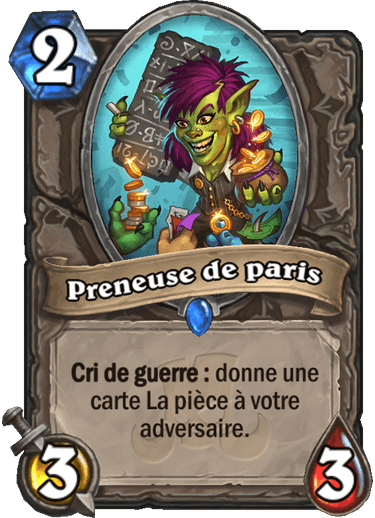 2
Preneuse de paris
Cri de guerre : donne une
carte La pièce à votre
adversaire.
3
3